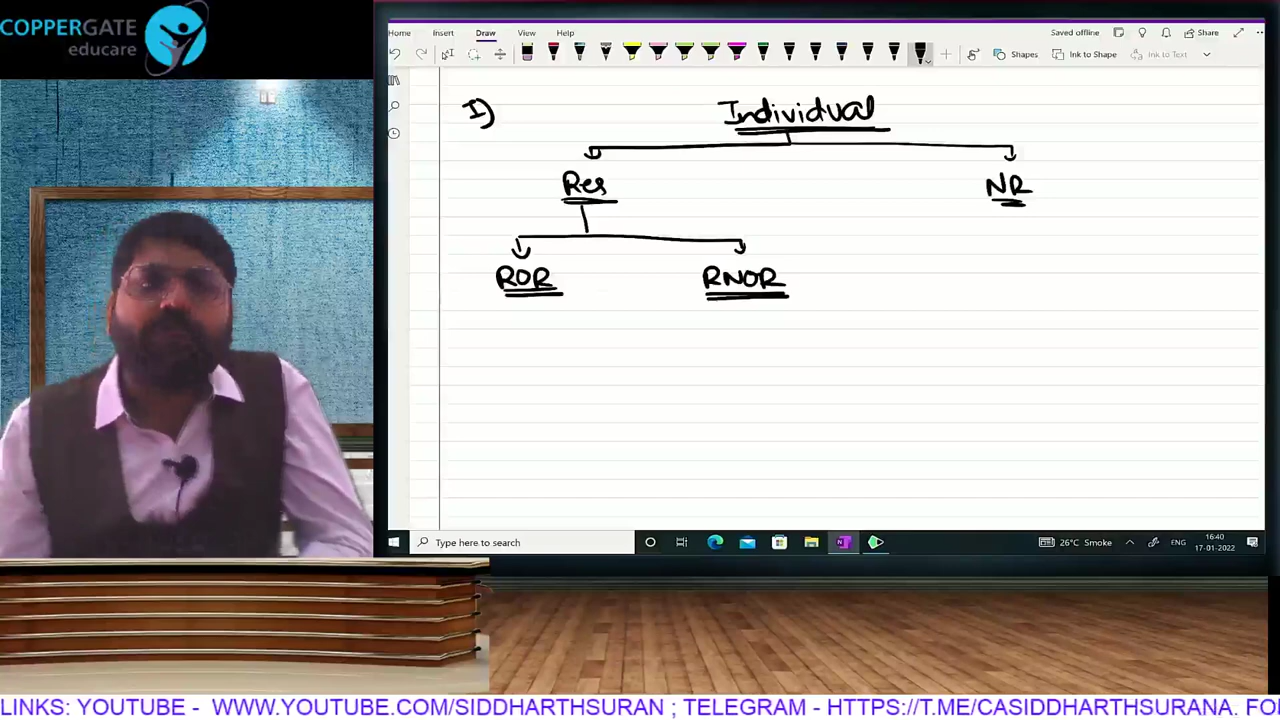 COPPERGATE
educare
Home Insert Draw View Help
Saved offline
Share
Shapes
Ink to Shape
Ink to Text
I) Individual
Res NR
ROR RNOR
Type here to search
26°C Smoke
ENG
16:40
17-01-2022
LINKS: YOUTUBE - WWW.YOUTUBE.COM/SIDDHARTHSURAN ; TELEGRAM - HTTPS://T.ME/CASIDDHARTHSURANA. FO